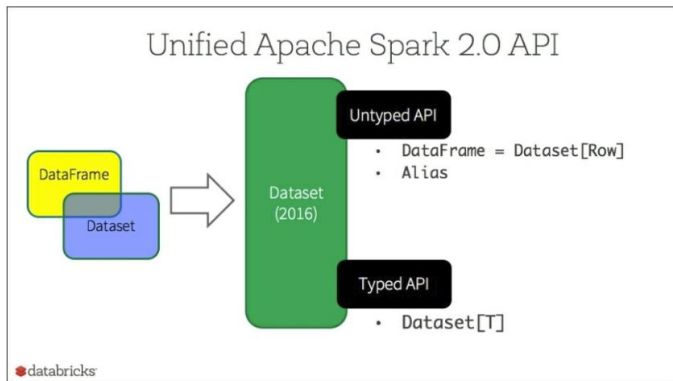 Unified Apache Spark 2.0 API
DataFrame
Dataset
Dataset
(2016)
Untyped API
• DataFrame = Dataset[Row]
• Alias
Typed API
• Dataset[T]
databricks